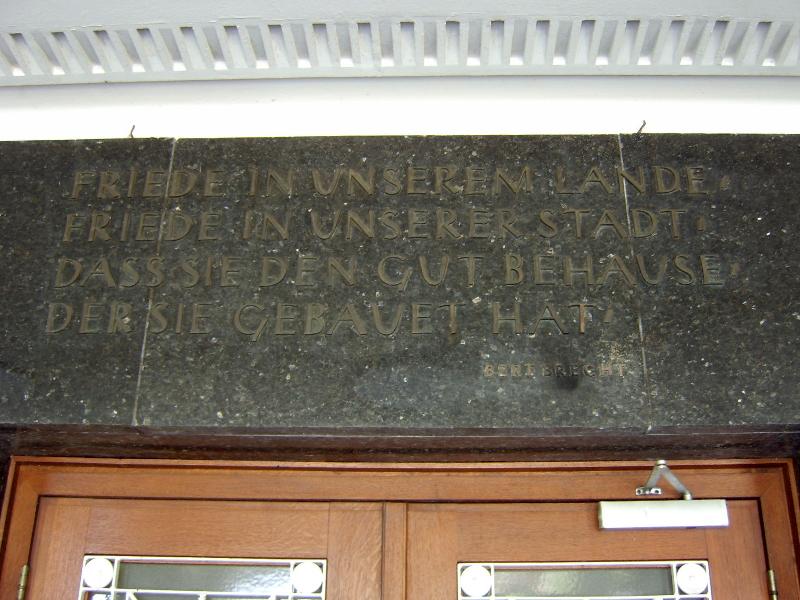 FRIEDE IN UNSEREM LANDE,
FRIEDE IN UNSERER STADT,
DASS SIE DEN GUT BEHAUSE,
DER SIE GEBAUET HAT.
BERT BRECHT